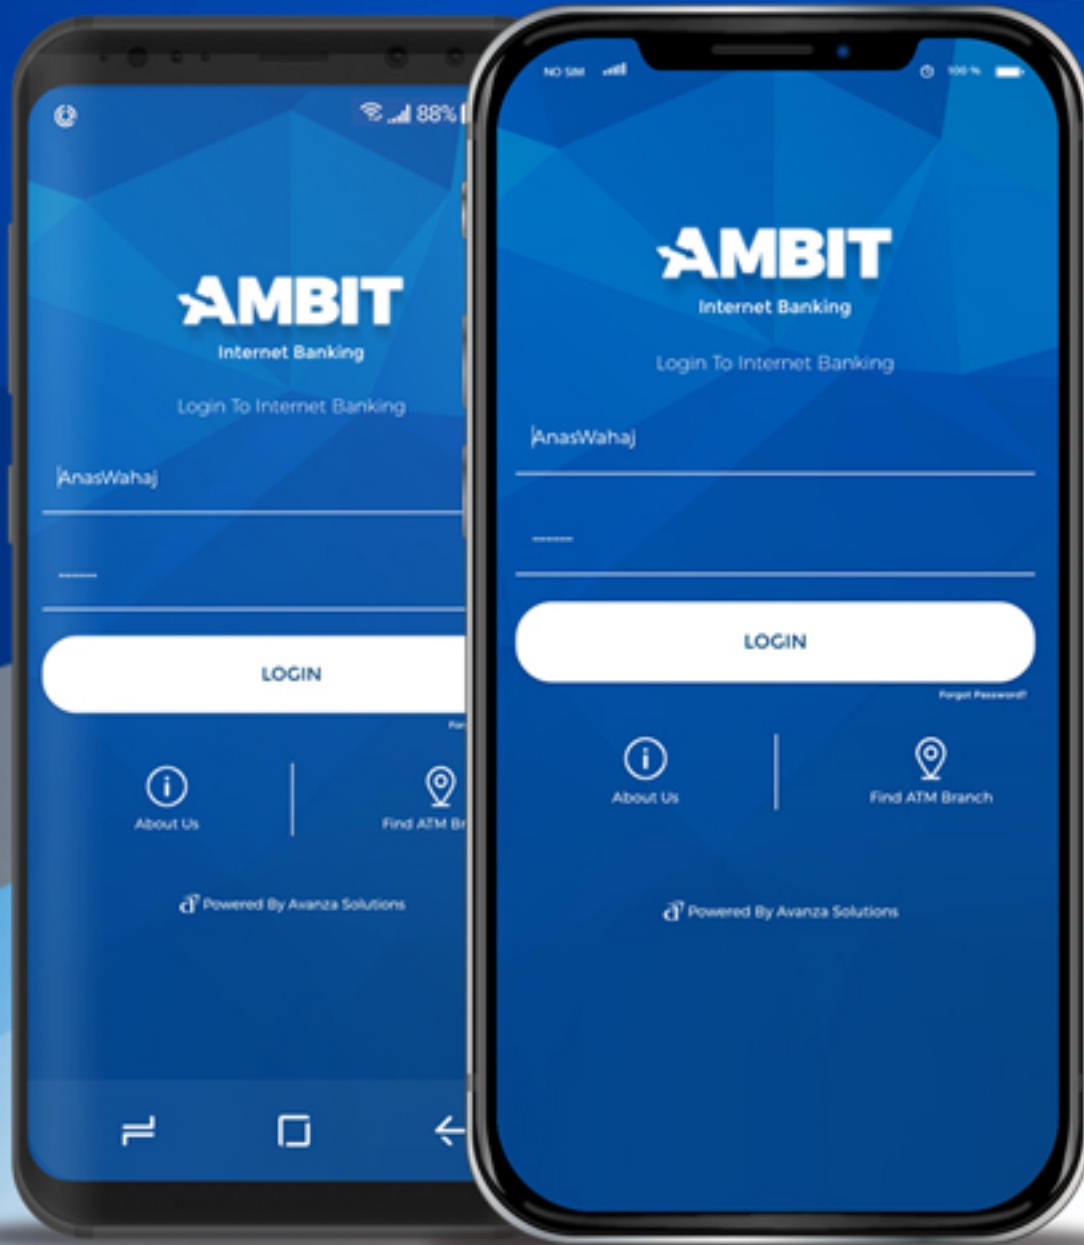 88%
AMBIT
Internet Banking
Login To Internet Banking
AnasWahaj
LOGIN
About Us
Find ATM
Powered By Avanza Solutions
NO SIM
100 %
AMBIT
Internet Banking
Login To Internet Banking
AnasWahaj
LOGIN
Forgot Password?
About Us
Find ATM Branch
Powered By Avanza Solutions